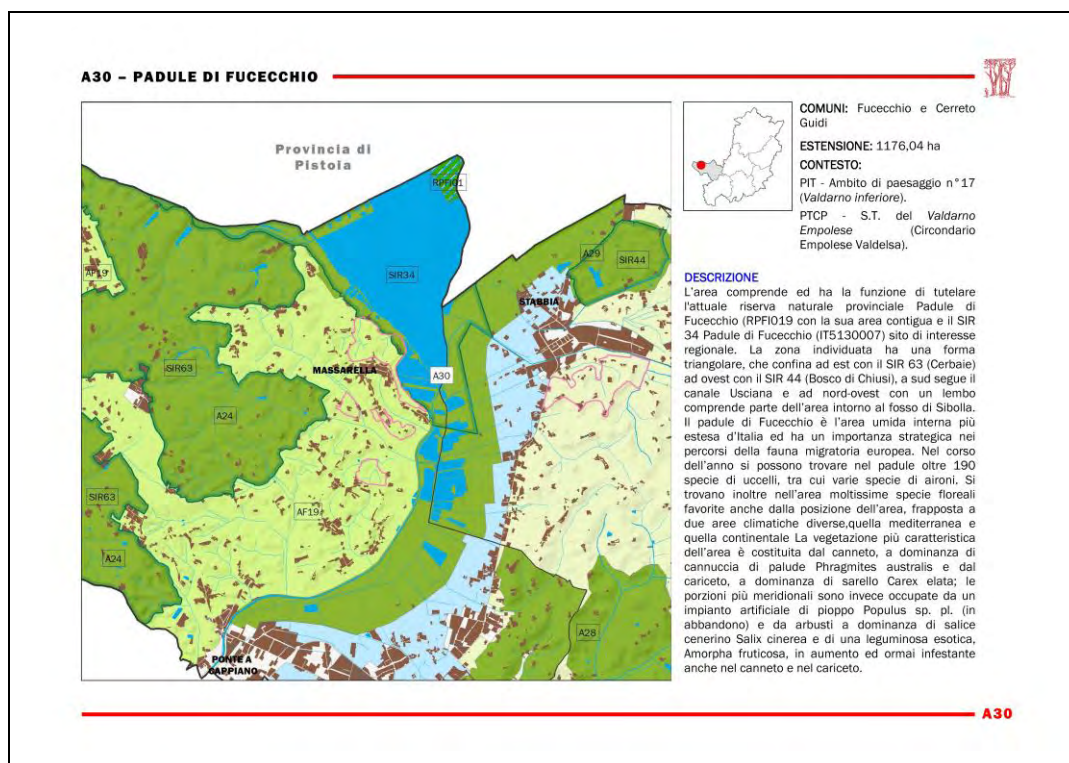 A30 – PADULE DI FUCECCHIO
Provincia di
Pistoia
RPFI01
SIR34
A29
SIR44
AF19
STABBIA
SIR63
MASSARELLA
A30
A24
SIR63
AF19
A24
A28
PONTE A
CAPPIANO
COMUNI: Fucecchio e Cerreto
Guidi
ESTENSIONE: 1176,04 ha
CONTESTO:
PIT - Ambito di paesaggio n°17
(Valdarno inferiore).
PTCP - S.T. del Valdarno
Empolese (Circondario
Empolese Valdelsa).
DESCRIZIONE
L'area comprende ed ha la funzione di tutelare
l'attuale riserva naturale provinciale Padule di
Fucecchio (RPFI019 con la sua area contigua e il SIR
34 Padule di Fucecchio (IT5130007) sito di interesse
regionale. La zona individuata ha una forma
triangolare, che confina ad est con il SIR 63 (Cerbaie)
ad ovest con il SIR 44 (Bosco di Chiusi), a sud segue il
canale Usciana e ad nord-ovest con un lembo
comprende parte dell'area intorno al fosso di Sibolla.
Il padule di Fucecchio è l'area umida interna più
estesa d'Italia ed ha un importanza strategica nei
percorsi della fauna migratoria europea. Nel corso
dell'anno si possono trovare nel padule oltre 190
specie di uccelli, tra cui varie specie di aironi. Si
trovano inoltre nell'area moltissime specie floreali
favorite anche dalla posizione dell'area, frapposta a
due aree climatiche diverse,quella mediterranea e
quella continentale La vegetazione più caratteristica
dell'area è costituita dal canneto, a dominanza di
cannuccia di palude Phragmites australis e dal
cariceto, a dominanza di sarello Carex elata; le
porzioni più meridionali sono invece occupate da un
impianto artificiale di pioppo Populus sp. pl. (in
abbandono) e da arbusti a dominanza di salice
cenerino Salix cinerea e di una leguminosa esotica,
Amorpha fruticosa, in aumento ed ormai infestante
anche nel canneto e nel cariceto.
A30